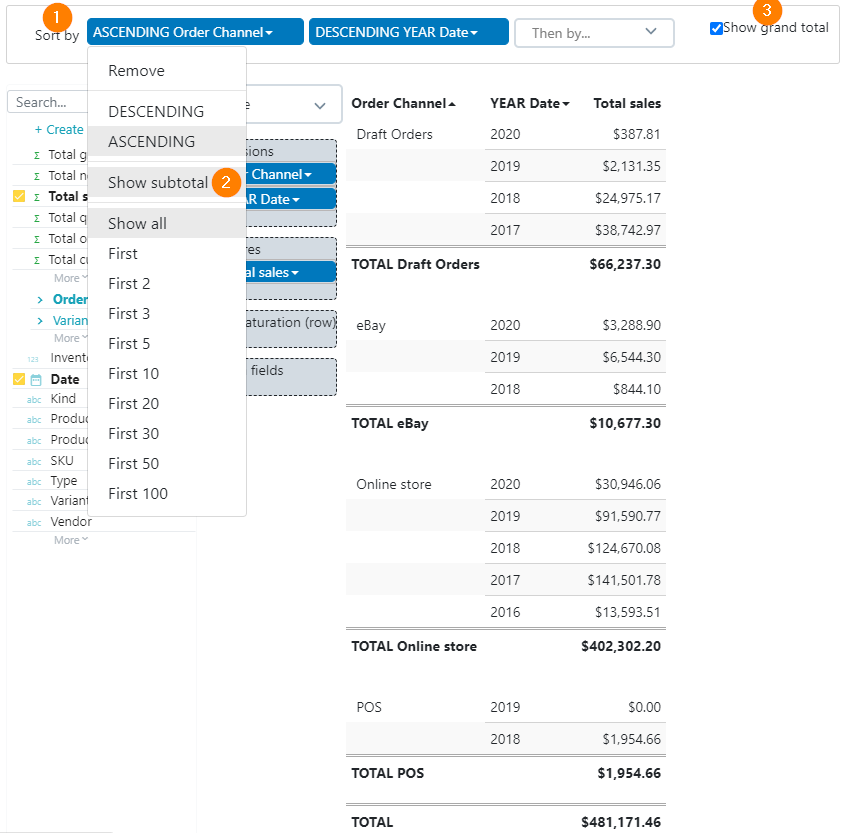 1
3
Sort by
ASCENDING Order Channel
DESCENDING YEAR Date
Then by...
Show grand total
Remove
DESCENDING
ASCENDING
Show subtotal 2
Show all
First
First 2
First 3
First 5
First 10
First 20
First 30
First 50
First 100
Search...
+ Create
Σ Total g
Σ Total n
Σ Total s
Σ Total q
Σ Total o
Σ Total cu
More
Order
Varian
More
123 Invent
Date
abc Kind
abc Produc
abc Produc
abc SKU
abc Type
abc Variant
abc Vendor
More
e
sions
r Channel
AR Date
res
al sales
aturation (row)
fields
Order Channel YEAR Date Total sales
Draft Orders 2020 $387.81
2019 $2,131.35
2018 $24,975.17
2017 $38,742.97
TOTAL Draft Orders $66,237.30
eBay 2020 $3,288.90
2019 $6,544.30
2018 $844.10
TOTAL eBay $10,677.30
Online store 2020 $30,946.06
2019 $91,590.77
2018 $124,670.08
2017 $141,501.78
2016 $13,593.51
TOTAL Online store $402,302.20
POS 2019 $0.00
2018 $1,954.66
TOTAL POS $1,954.66
TOTAL $481,171.46